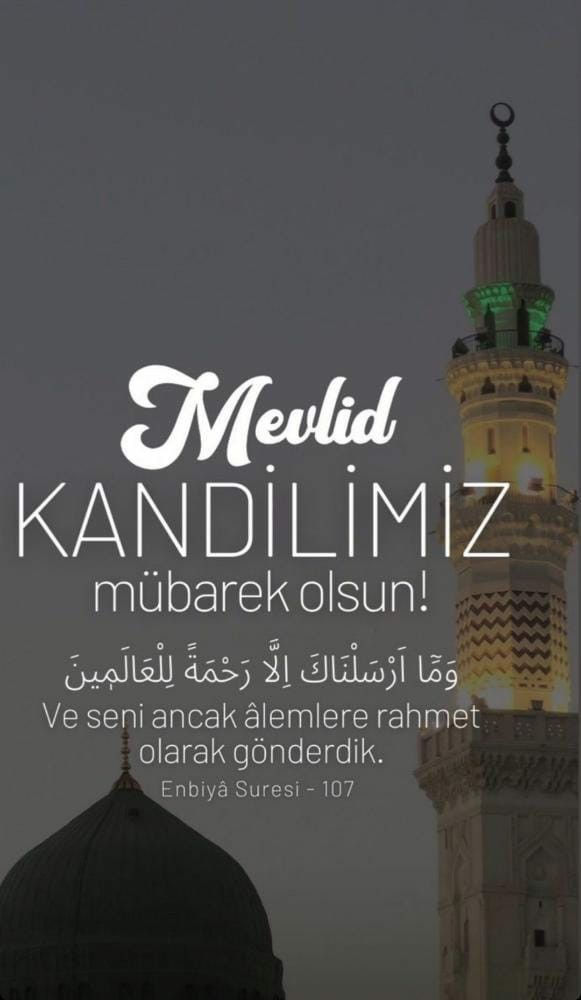 Mevlid
KANDİLİMİZ
mübarek olsun!
وَمَٓا اَرْسَلْنَاكَ اِلَّا رَحْمَةً لِلْعَالَم۪ينَ
Ve seni ancak âlemlere rahmet
olarak gönderdik.
Enbiyâ Suresi - 107